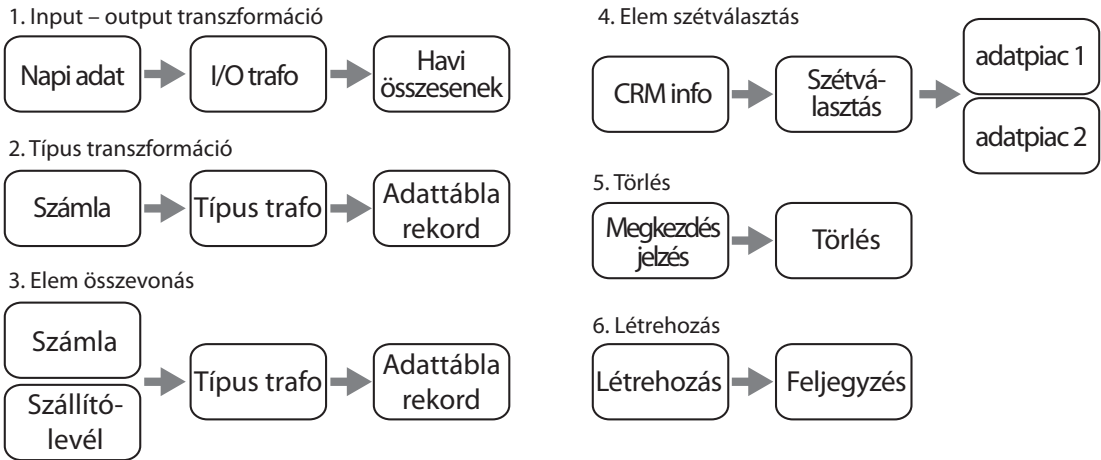 1. Input – output transzformáció
Napi adat
I/O trafo
Havi
összesenek
2. Típus transzformáció
Számla
Típus trafo
Adattábla
rekord
3. Elem összevonás
Számla
Szállító-
levél
Típus trafo
Adattábla
rekord
4. Elem szétválasztás
CRM info
Szétvá-
lasztás
adatpiac 1
adatpiac 2
5. Törlés
Megkezdés
jelzés
Törlés
6. Létrehozás
Létrehozás
Feljegyzés